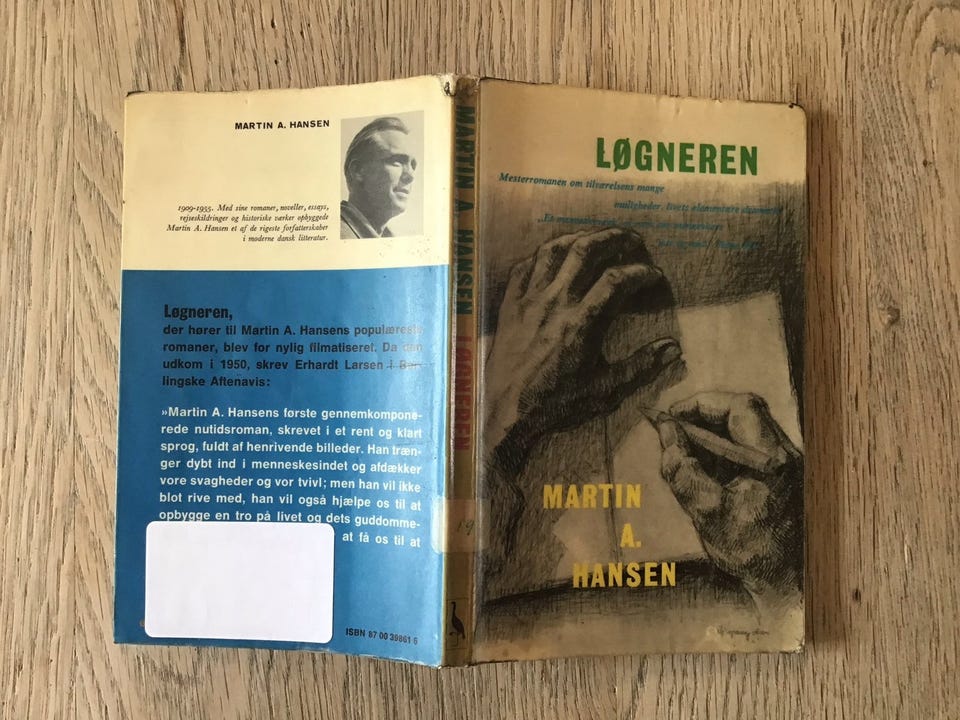 MARTIN A. HANSEN
1909-1955. Med sine romaner, noveller, essays,
rejseskildringer og historiske værker opbyggede
Martin A. Hansen et af de rigeste forfatterskaber
i moderne dansk litteratur.
Løgneren,
der hører til Martin A. Hansens populæreste
romaner, blev for nylig filmatiseret. Da den
udkom i 1950, skrev Erhardt Larsen i Ber-
lingske Aftenavis:
»Martin A. Hansens første gennemkompone-
rede nutidsroman, skrevet i et rent og klart
sprog, fuldt af henrivende billeder. Han træn-
ger dybt ind i menneskesindet og afdækker
vore svagheder og vor tvivl; men han vil ikke
blot rive med, han vil også hjælpe os til at
opbygge en tro på livet og dets guddomme-
at få os til at
ISBN 87 00 39861 6
MARTIN A. HANSEN LØGNEREN
19
LØGNEREN
Mesterromanen om tilværelsens mange
muligheder, livets elementære
MARTIN
A.
HANSEN